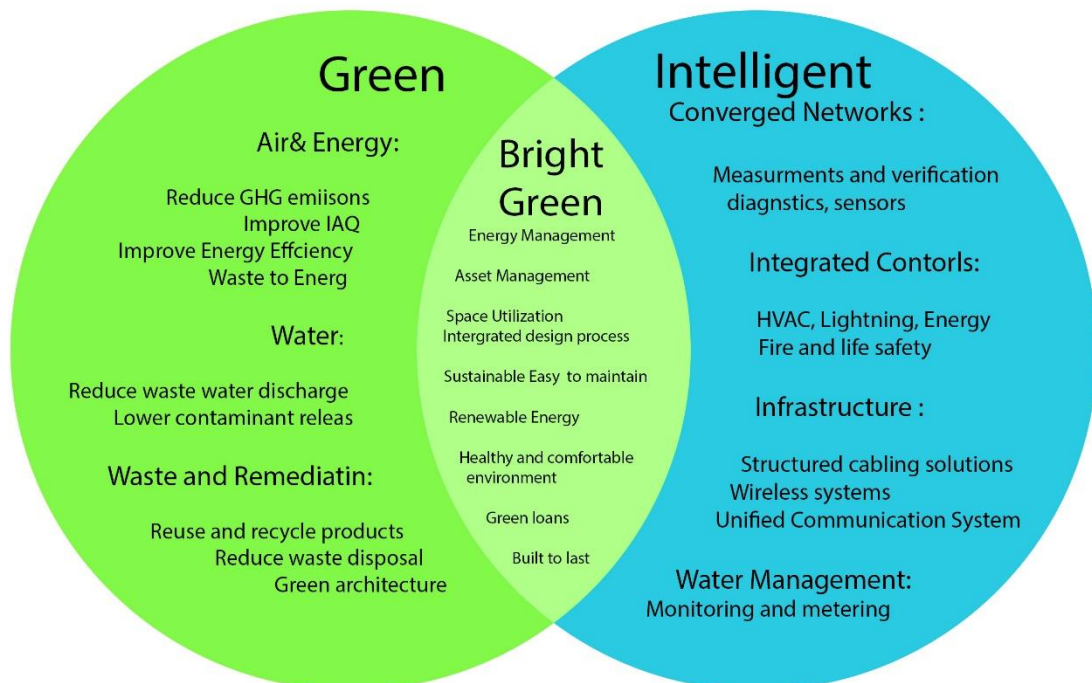 Green
Air& Energy:
Reduce GHG emiisons
Improve IAQ
Improve Energy Effciency
Waste to Energ
Water:
Reduce waste water discharge
Lower contaminant releas
Waste and Remediatin:
Reuse and recycle products
Reduce waste disposal
Green architecture
Bright
Green
Energy Management
Asset Management
Space Utilization
Intergrated design process
Sustainable Easy to maintain
Renewable Energy
Healthy and comfortable
environment
Green loans
Built to last
Intelligent
Converged Networks :
Measurments and verification
diagnstics, sensors
Integrated Contorls:
HVAC, Lightning, Energy
Fire and life safety
Infrastructure :
Structured cabling solutions
Wireless systems
Unified Communication System
Water Management:
Monitoring and metering